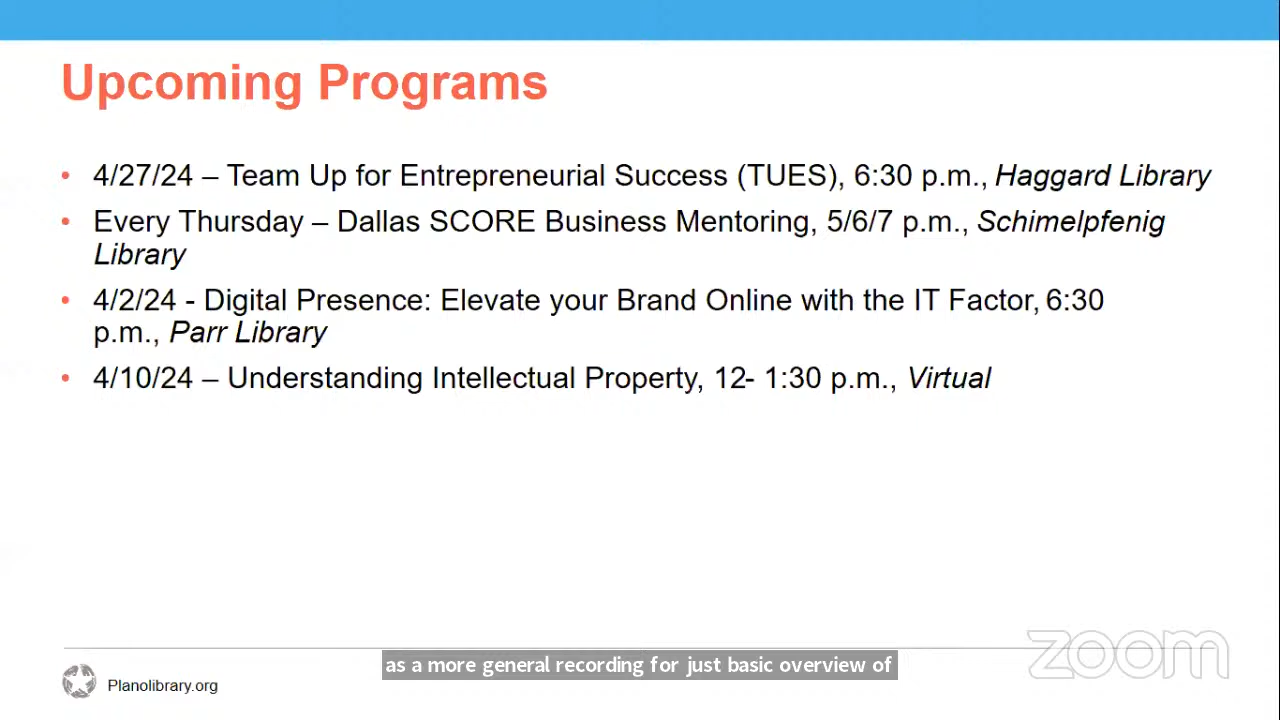 Upcoming Programs
• 4/27/24 – Team Up for Entrepreneurial Success (TUES), 6:30 p.m., Haggard Library
• Every Thursday – Dallas SCORE Business Mentoring, 5/6/7 p.m., Schimelpfenig
Library
• 4/2/24 - Digital Presence: Elevate your Brand Online with the IT Factor, 6:30
p.m., Parr Library
• 4/10/24 – Understanding Intellectual Property, 12- 1:30 p.m., Virtual
zoom
as a more general recording for just basic overview of
Planolibrary.org